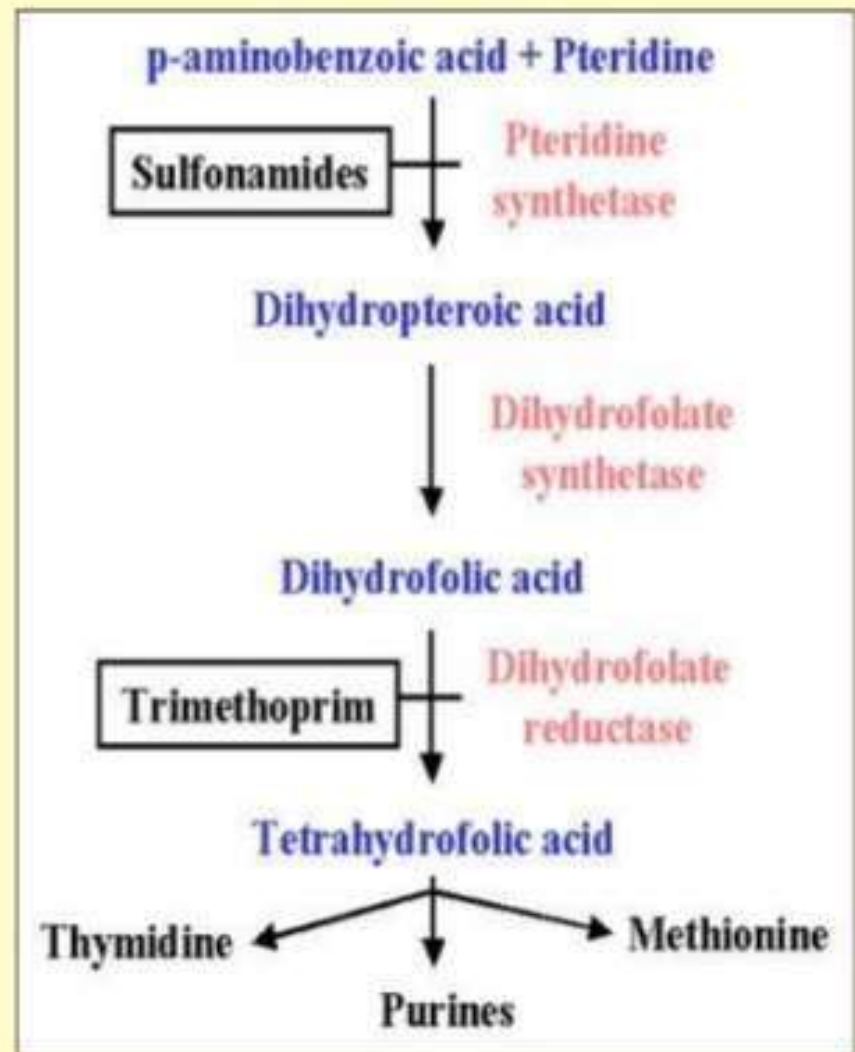 p-aminobenzoic acid + Pteridine
Sulfonamides
Pteridine
synthetase
Dihydropteroic acid
Dihydrofolate
synthetase
Dihydrofolic acid
Trimethoprim
Dihydrofolate
reductase
Tetrahydrofolic acid
Thymidine
Methionine
Purines